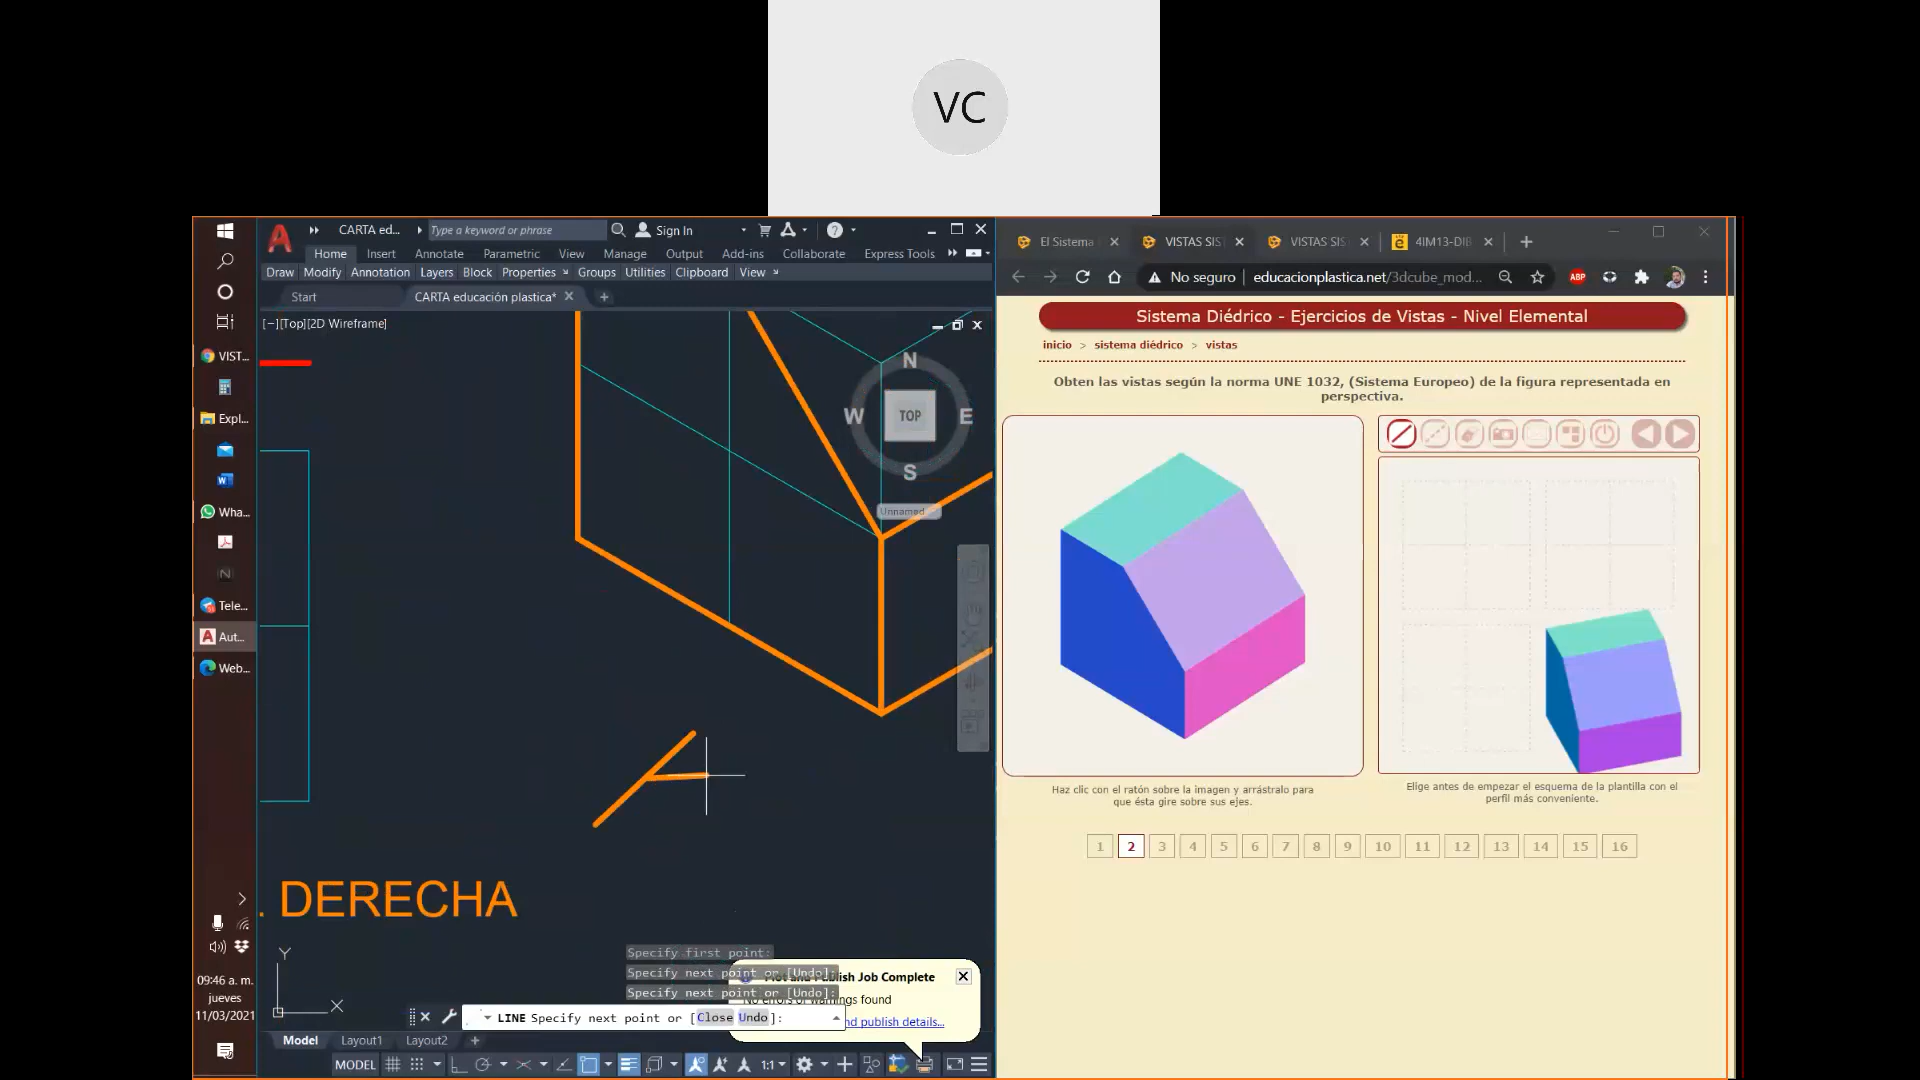 VC
CARTA ed...
Type a keyword or phrase
Sign In
Home Insert Annotate Parametric View Manage Output Add-ins Collaborate Express Tools
Draw Modify Annotation Layers Block Properties Groups Utilities Clipboard View
Start
CARTA educación plastica*
[−][Top][2D Wireframe]
N
W
TOP
E
S
Unnamed
. DERECHA
Y
X
Specify first point:
Specify next point or [Undo]:
Specify next point or [Undo]:
LINE Specify next point or [Close Undo]:
Job Complete
found
nd publish details...
Model Layout1 Layout2
MODEL
1:1
VIST...
Expl...
Wha...
Tele...
Aut...
Web...
09:46 a. m.
jueves
11/03/2021
El Sistema
VISTAS SIS
VISTAS SIS
4IM13-DIB
No seguro
educacionplastica.net/3dcube_mod...
ABP
Sistema Diédrico - Ejercicios de Vistas - Nivel Elemental
inicio > sistema diédrico > vistas
Obten las vistas según la norma UNE 1032, (Sistema Europeo) de la figura representada en
perspectiva.
Haz clic con el ratón sobre la imagen y arrástralo para
que ésta gire sobre sus ejes.
Elige antes de empezar el esquema de la plantilla con el
perfil más conveniente.
1 2 3 4 5 6 7 8 9 10 11 12 13 14 15 16